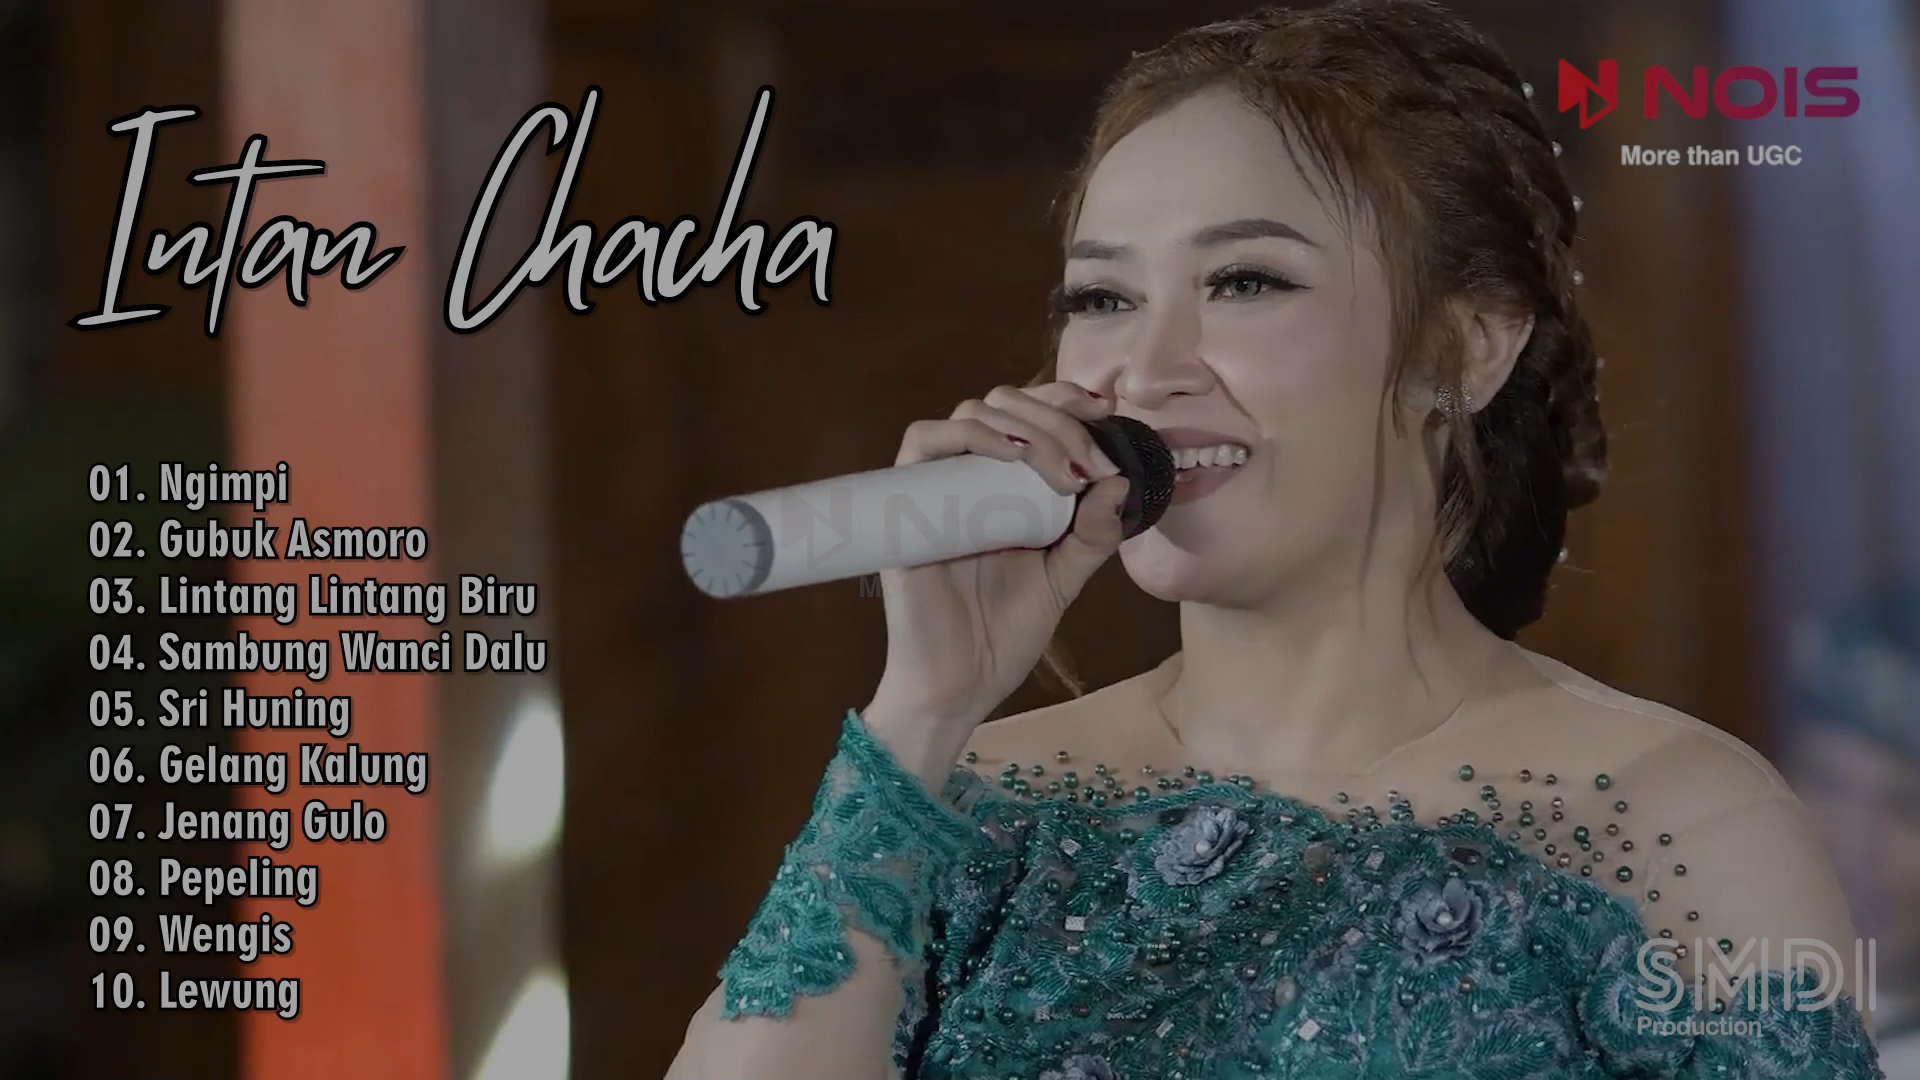 Intan Chacha
NOIS
More than UGC
01. Ngimpi
02. Gubuk Asmoro
03. Lintang Lintang Biru
04. Sambung Wanci Dalu
05. Sri Huning
06. Gelang Kalung
07. Jenang Gulo
08. Pepeling
09. Wengis
10. Lewung
NOIS
SMDI
Production